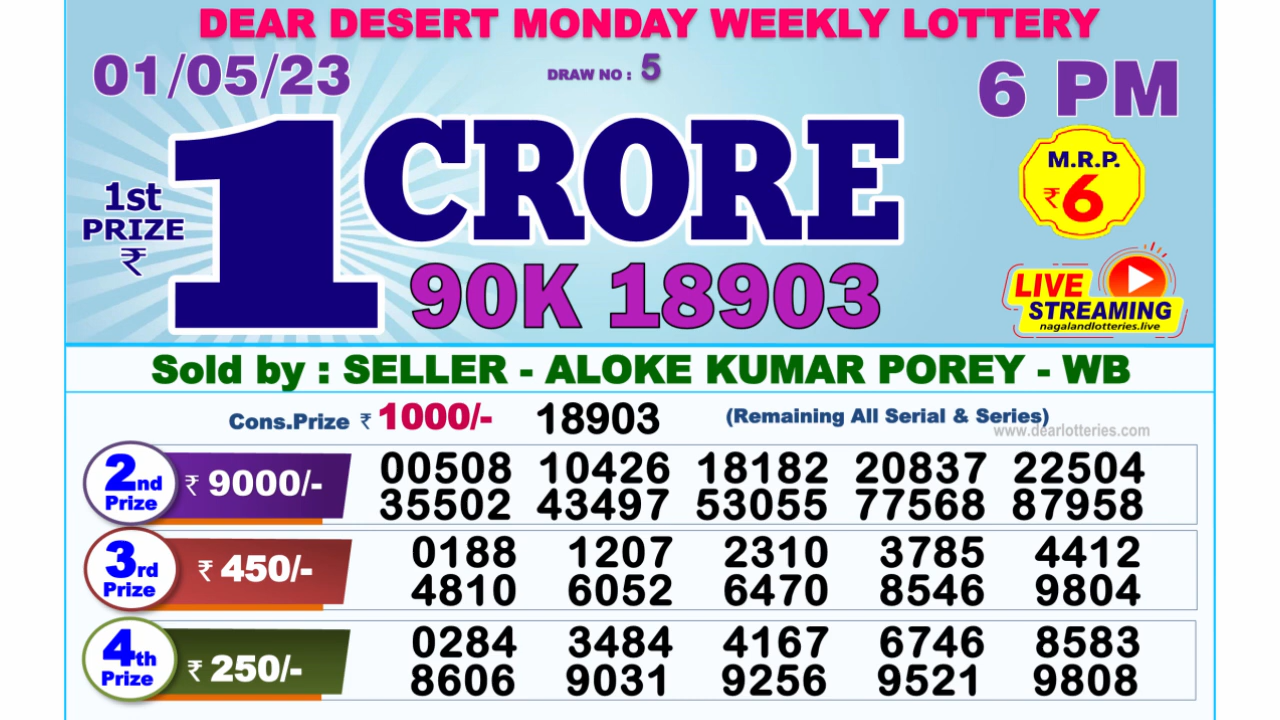 DEAR DESERT MONDAY WEEKLY LOTTERY
01/05/23
DRAW NO : 5
6 PM
1st
PRIZE
₹
1 CRORE
90K 18903
M.R.P.
₹6
LIVE
STREAMING
nagalandlotteries.live
Sold by : SELLER - ALOKE KUMAR POREY - WB
Cons.Prize ₹ 1000/- 18903 (Remaining All Serial & Series)
www.dearlotteries.com
2nd
Prize
₹ 9000/-
00508 10426 18182 20837 22504
35502 43497 53055 77568 87958
3rd
Prize
₹ 450/-
0188 1207 2310 3785 4412
4810 6052 6470 8546 9804
4th
Prize
₹ 250/-
0284 3484 4167 6746 8583
8606 9031 9256 9521 9808